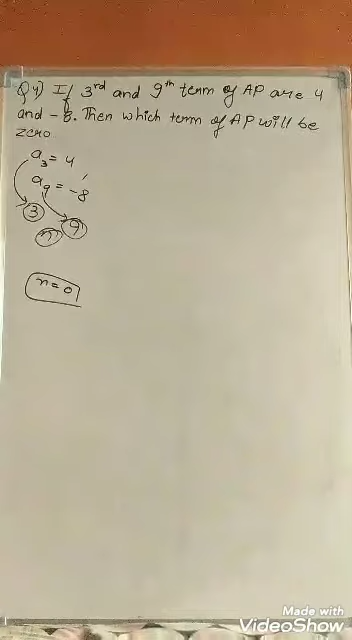 Q4) If 3rd and 9th term of AP are 4
and -8. Then which term of AP will be
zero.
a3 = 4
a9 = -8
3
n 9
n=0
Made with
VideoShow